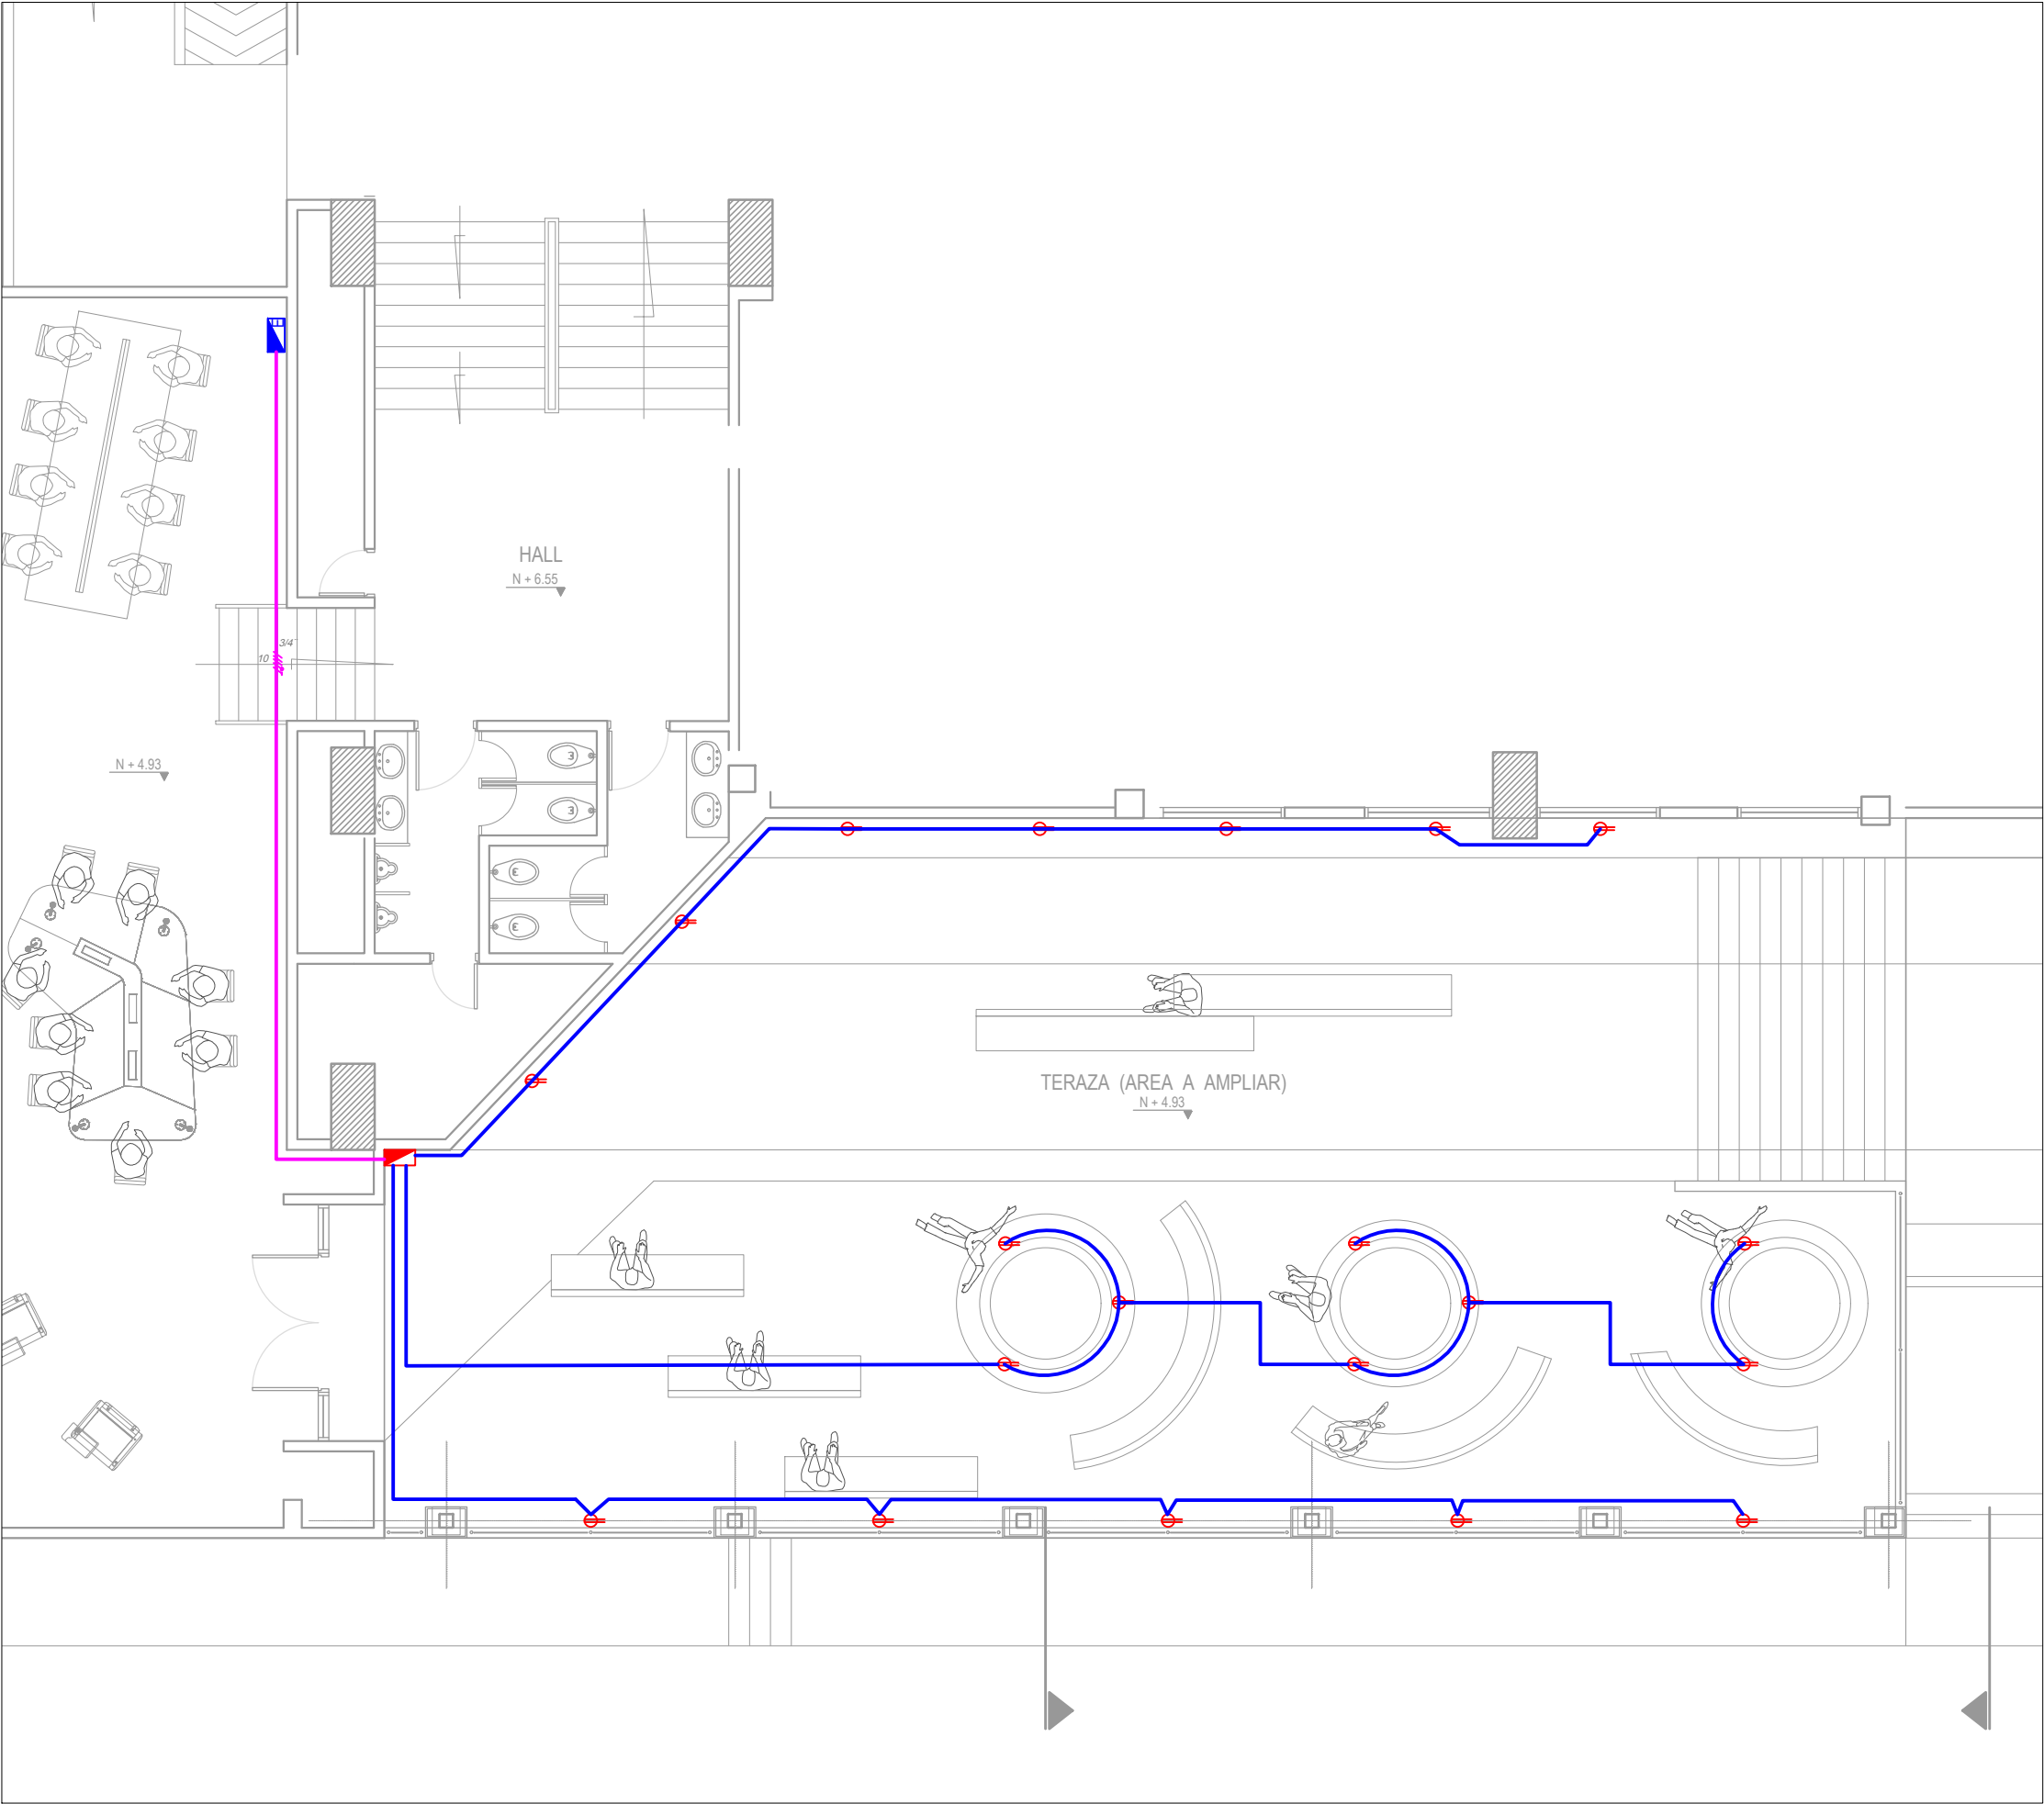 HALL
N + 6.55
3/4"
10
N + 4.93
TERAZA (AREA A AMPLIAR)
N + 4.93